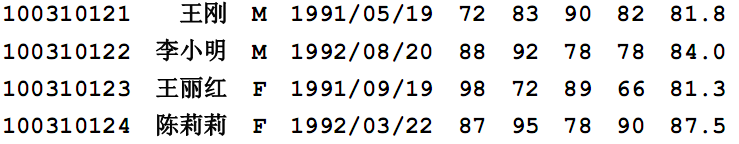 100310121 王刚 M 1991/05/19 72 83 90 82 81.8
100310122 李小明 M 1992/08/20 88 92 78 78 84.0
100310123 王丽红 F 1991/09/19 98 72 89 66 81.3
100310124 陈莉莉 F 1992/03/22 87 95 78 90 87.5